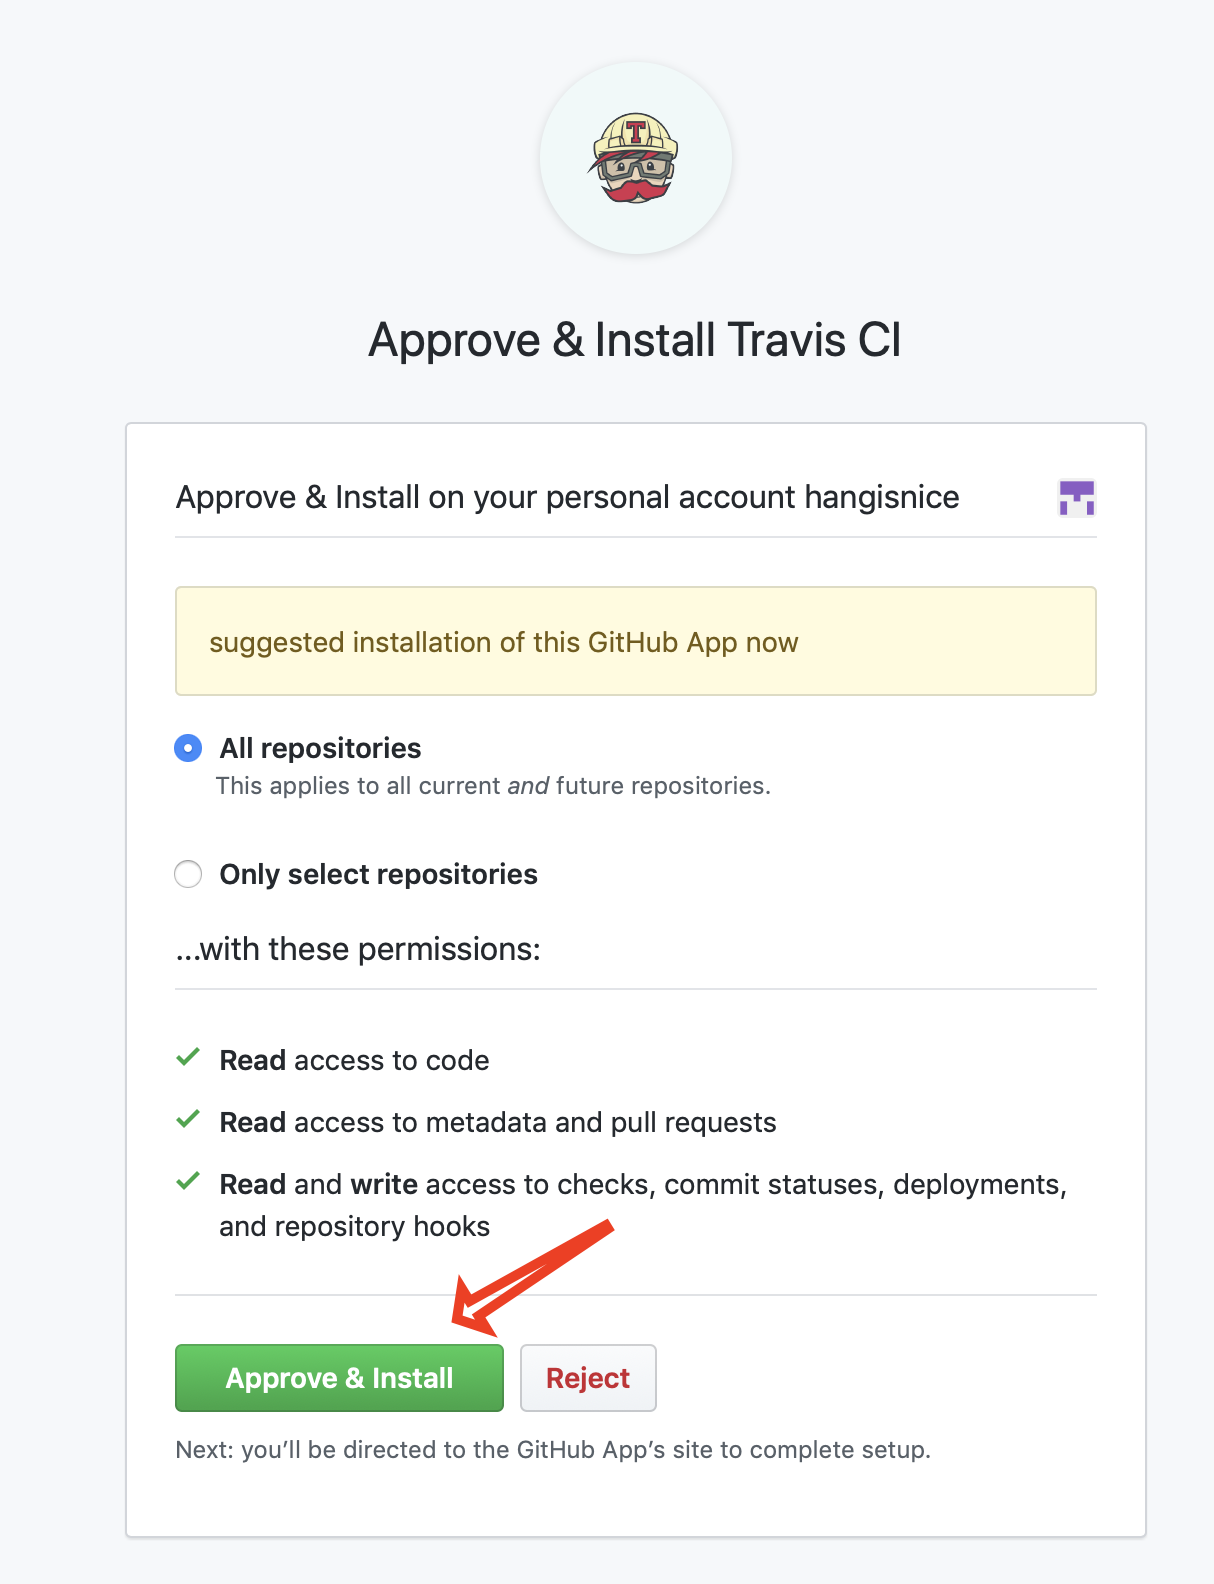 T
Approve & Install Travis CI
Approve & Install on your personal account hangisnice
suggested installation of this GitHub App now
All repositories
This applies to all current and future repositories.
Only select repositories
...with these permissions:
Read access to code
Read access to metadata and pull requests
Read and write access to checks, commit statuses, deployments,
and repository hooks
Approve & Install
Reject
Next: you’ll be directed to the GitHub App’s site to complete setup.